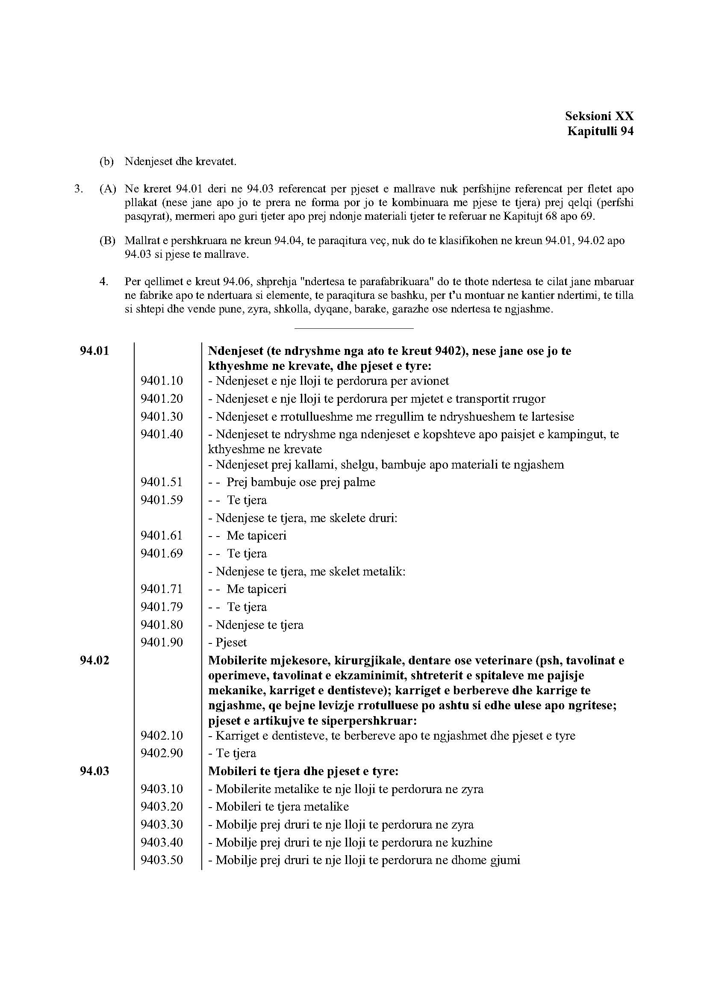 Seksioni XX
Kapitulli 94
(b) Ndenjeset dhe krevatet.
3. (A) Ne kreret 94.01 deri ne 94.03 referencat per pjeset e mallrave nuk perfshijne referencat per fletet apo
pllakat (nese jane apo jo te prera ne forma por jo te kombinuara me pjese te tjera) prej qelqi (perfshi
pasqyrat), mermeri apo guri tjeter apo prej ndonje materiali tjeter te referuar ne Kapitujt 68 apo 69.
(B) Mallrat e pershkruara ne kreun 94.04, te paraqitura veç, nuk do te klasifikohen ne kreun 94.01, 94.02 apo
94.03 si pjese te mallrave.
4. Per qellimet e kreut 94.06, shprehja "ndertesa te parafabrikuara" do te thote ndertesa te cilat jane mbaruar
ne fabrike apo te ndertuara si elemente, te paraqitura se bashku, per t’u montuar ne kantier ndertimi, te tilla
si shtepi dhe vende pune, zyra, shkolla, dyqane, barake, garazhe ose ndertesa te ngjashme.
94.01 Ndenjeset (te ndryshme nga ato te kreut 9402), nese jane ose jo te
kthyeshme ne krevate, dhe pjeset e tyre:
9401.10 - Ndenjeset e nje lloji te perdorura per avionet
9401.20 - Ndenjeset e nje lloji te perdorura per mjetet e transportit rrugor
9401.30 - Ndenjeset e rrotullueshme me rregullim te ndryshueshem te lartesise
9401.40 - Ndenjeset te ndryshme nga ndenjeset e kopshteve apo paisjet e kampingut, te
kthyeshme ne krevate
- Ndenjeset prej kallami, shelgu, bambuje apo materiali te ngjashem
9401.51 - - Prej bambuje ose prej palme
9401.59 - - Te tjera
- Ndenjese te tjera, me skelete druri:
9401.61 - - Me tapiceri
9401.69 - - Te tjera
- Ndenjese te tjera, me skelet metalik:
9401.71 - - Me tapiceri
9401.79 - - Te tjera
9401.80 - Ndenjese te tjera
9401.90 - Pjeset
94.02 Mobilerite mjekesore, kirurgjikale, dentare ose veterinare (psh, tavolinat e
operimeve, tavolinat e ekzaminimit, shtreterit e spitaleve me pajisje
mekanike, karriget e dentisteve); karriget e berbereve dhe karrige te
ngjashme, qe bejne levizje rrotulluese po ashtu si edhe ulese apo ngritese;
pjeset e artikujve te siperpershkruar:
9402.10 - Karriget e dentisteve, te berbereve apo te ngjashmet dhe pjeset e tyre
9402.90 - Te tjera
94.03 Mobileri te tjera dhe pjeset e tyre:
9403.10 - Mobilerite metalike te nje lloji te perdorura ne zyra
9403.20 - Mobileri te tjera metalike
9403.30 - Mobilje prej druri te nje lloji te perdorura ne zyra
9403.40 - Mobilje prej druri te nje lloji te perdorura ne kuzhine
9403.50 - Mobilje prej druri te nje lloji te perdorura ne dhome gjumi